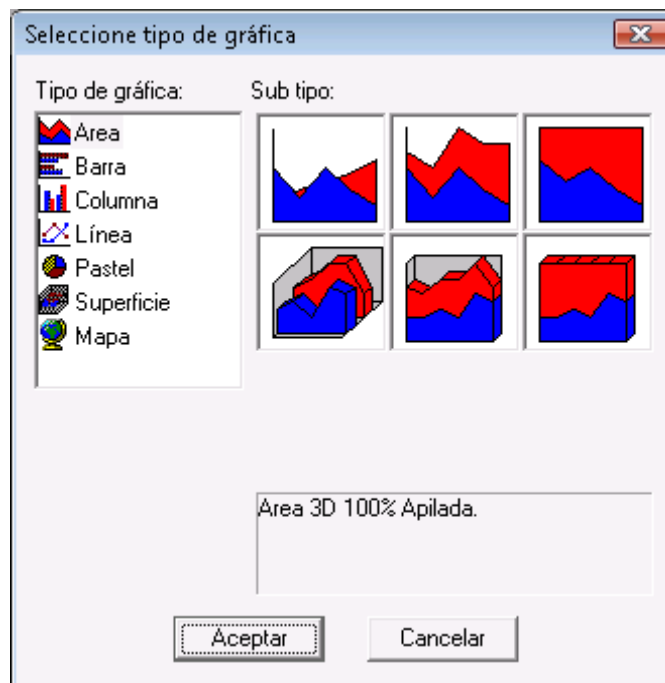 Seleccione tipo de gráfica
Tipo de gráfica:
Sub tipo:
Area
Barra
Columna
Línea
Pastel
Superficie
Mapa
Area 3D 100% Apilada.
Aceptar
Cancelar